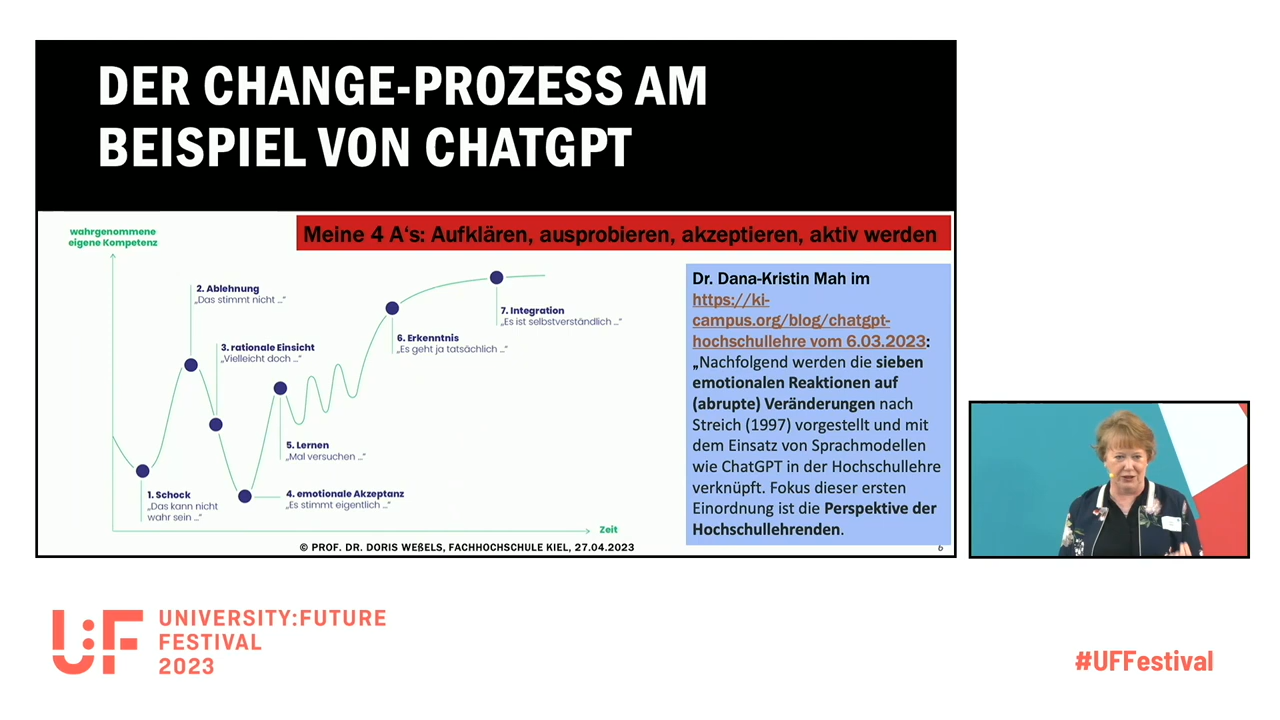 DER CHANGE-PROZESS AM
BEISPIEL VON CHATGPT
wahrgenommene
eigene Kompetenz
Meine 4 A‘s: Aufklären, ausprobieren, akzeptieren, aktiv werden
2. Ablehnung
„Das stimmt nicht ...“
3. rationale Einsicht
„Vielleicht doch ...“
7. Integration
„Es ist selbstverständlich ...“
6. Erkenntnis
„Es geht ja tatsächlich ...“
5. Lernen
„Mal versuchen ...“
1. Schock
„Das kann nicht
wahr sein ...“
4. emotionale Akzeptanz
„Es stimmt eigentlich ...“
Zeit
Dr. Dana-Kristin Mah im
https://ki-
campus.org/blog/chatgpt-
hochschullehre vom 6.03.2023:
„Nachfolgend werden die sieben
emotionalen Reaktionen auf
(abrupte) Veränderungen nach
Streich (1997) vorgestellt und mit
dem Einsatz von Sprachmodellen
wie ChatGPT in der Hochschullehre
verknüpft. Fokus dieser ersten
Einordnung ist die Perspektive der
Hochschullehrenden.
© PROF. DR. DORIS WEßELS, FACHHOCHSCHULE KIEL, 27.04.2023
6
U:F
UNIVERSITY:FUTURE
FESTIVAL
2023
#UFFestival